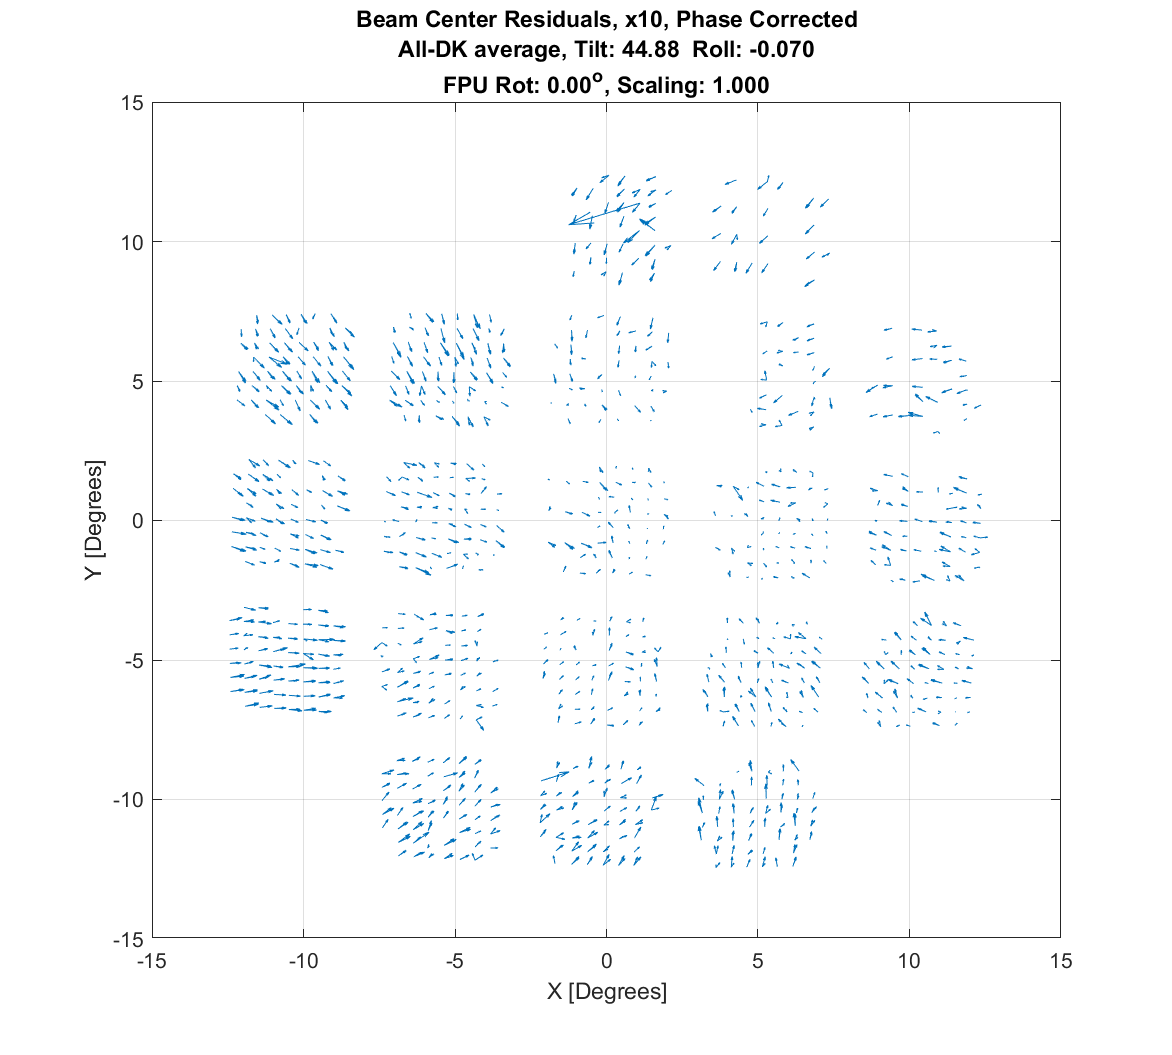 Beam Center Residuals, x10, Phase Corrected
All-DK average, Tilt: 44.88  Roll: -0.070
FPU Rot: 0.00o, Scaling: 1.000
15
10
5
0
-5
-10
-15
Y [Degrees]
-15 -10 -5 0 5 10 15
X [Degrees]